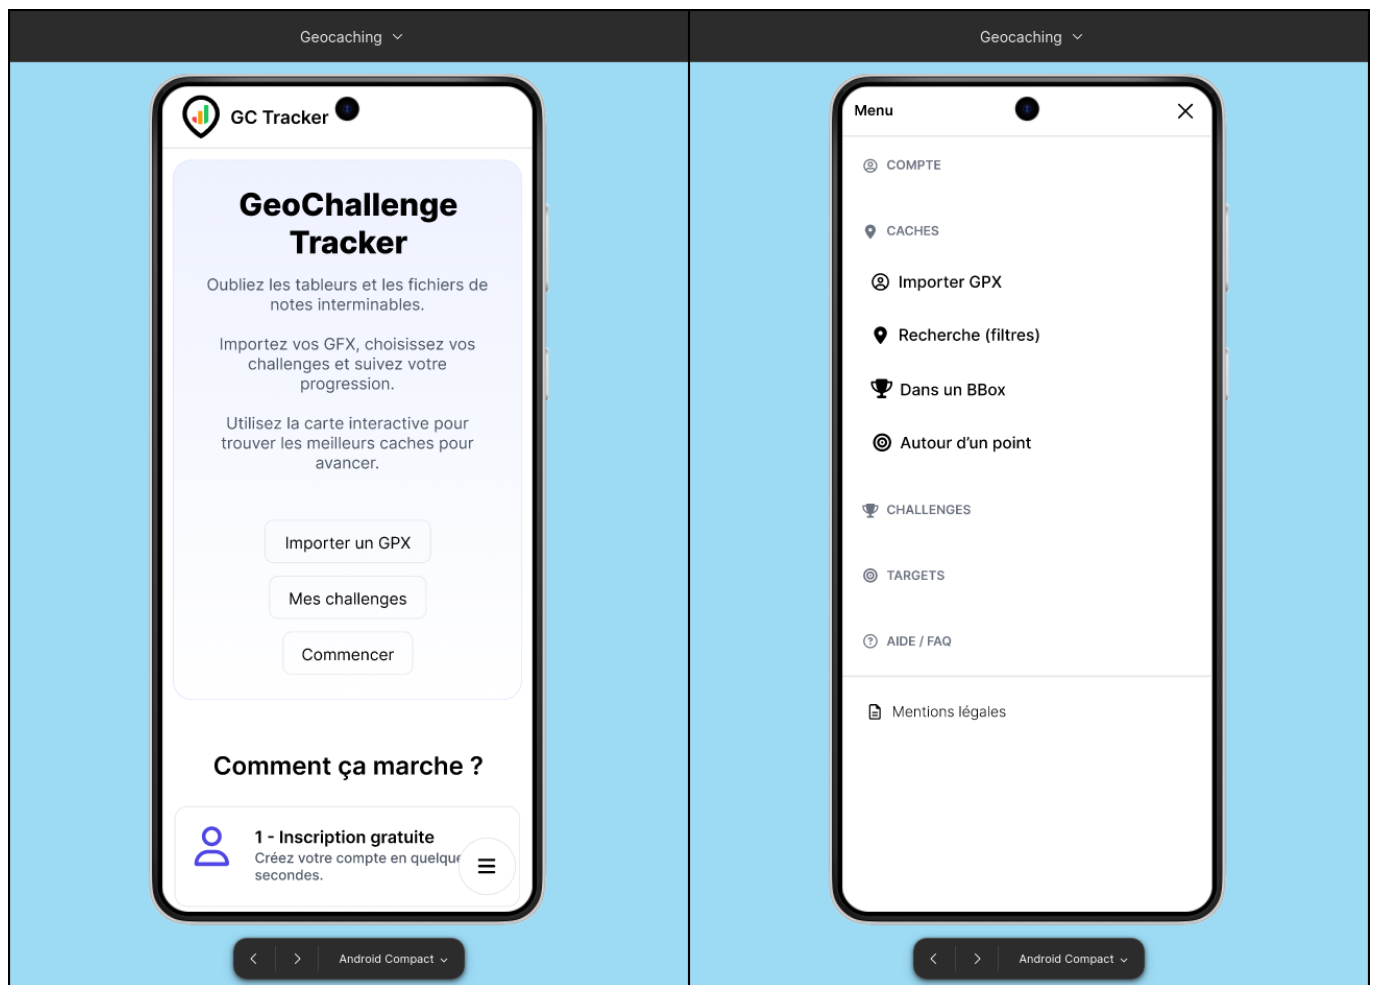 Geocaching
GC Tracker
GeoChallenge
Tracker
Oubliez les tableurs et les fichiers de
notes interminables.
Importez vos GFX, choisissez vos
challenges et suivez votre
progression.
Utilisez la carte interactive pour
trouver les meilleurs caches pour
avancer.
Importer un GPX
Mes challenges
Commencer
Comment ça marche ?
1 - Inscription gratuite
Créez votre compte en quelque
secondes.
Android Compact
Geocaching
Menu
COMPTE
CACHES
Importer GPX
Recherche (filtres)
Dans un BBox
Autour d'un point
CHALLENGES
TARGETS
AIDE / FAQ
Mentions légales
Android Compact